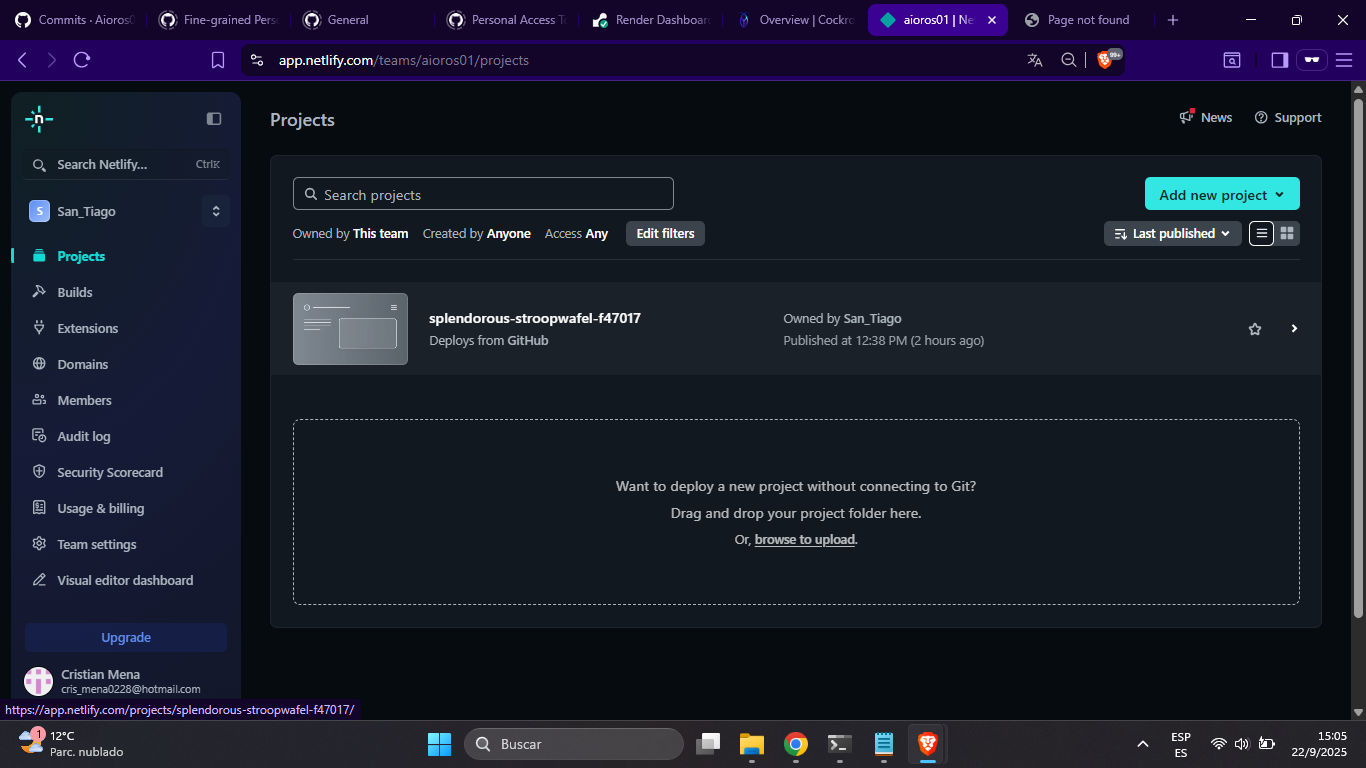 Commits · Aioros0
Fine-grained Pers
General
Personal Access To
Render Dashboar
Overview | Cockro
aioros01 | Ne
Page not found
app.netlify.com/teams/aioros01/projects
99+
n
Search Netlify...
CtrlK
S
San_Tiago
Projects
Builds
Extensions
Domains
Members
Audit log
Security Scorecard
Usage & billing
Team settings
Visual editor dashboard
Upgrade
Cristian Mena
cris_mena0228@hotmail.com
https://app.netlify.com/projects/splendorous-stroopwafel-f47017/
Projects
News
Support
Search projects
Add new project
Owned by This team
Created by Anyone
Access Any
Edit filters
Last published
splendorous-stroopwafel-f47017
Deploys from GitHub
Owned by San_Tiago
Published at 12:38 PM (2 hours ago)
Want to deploy a new project without connecting to Git?
Drag and drop your project folder here.
Or, browse to upload.
1
12°C
Parc. nublado
Buscar
ESP
ES
15:05
22/9/2025